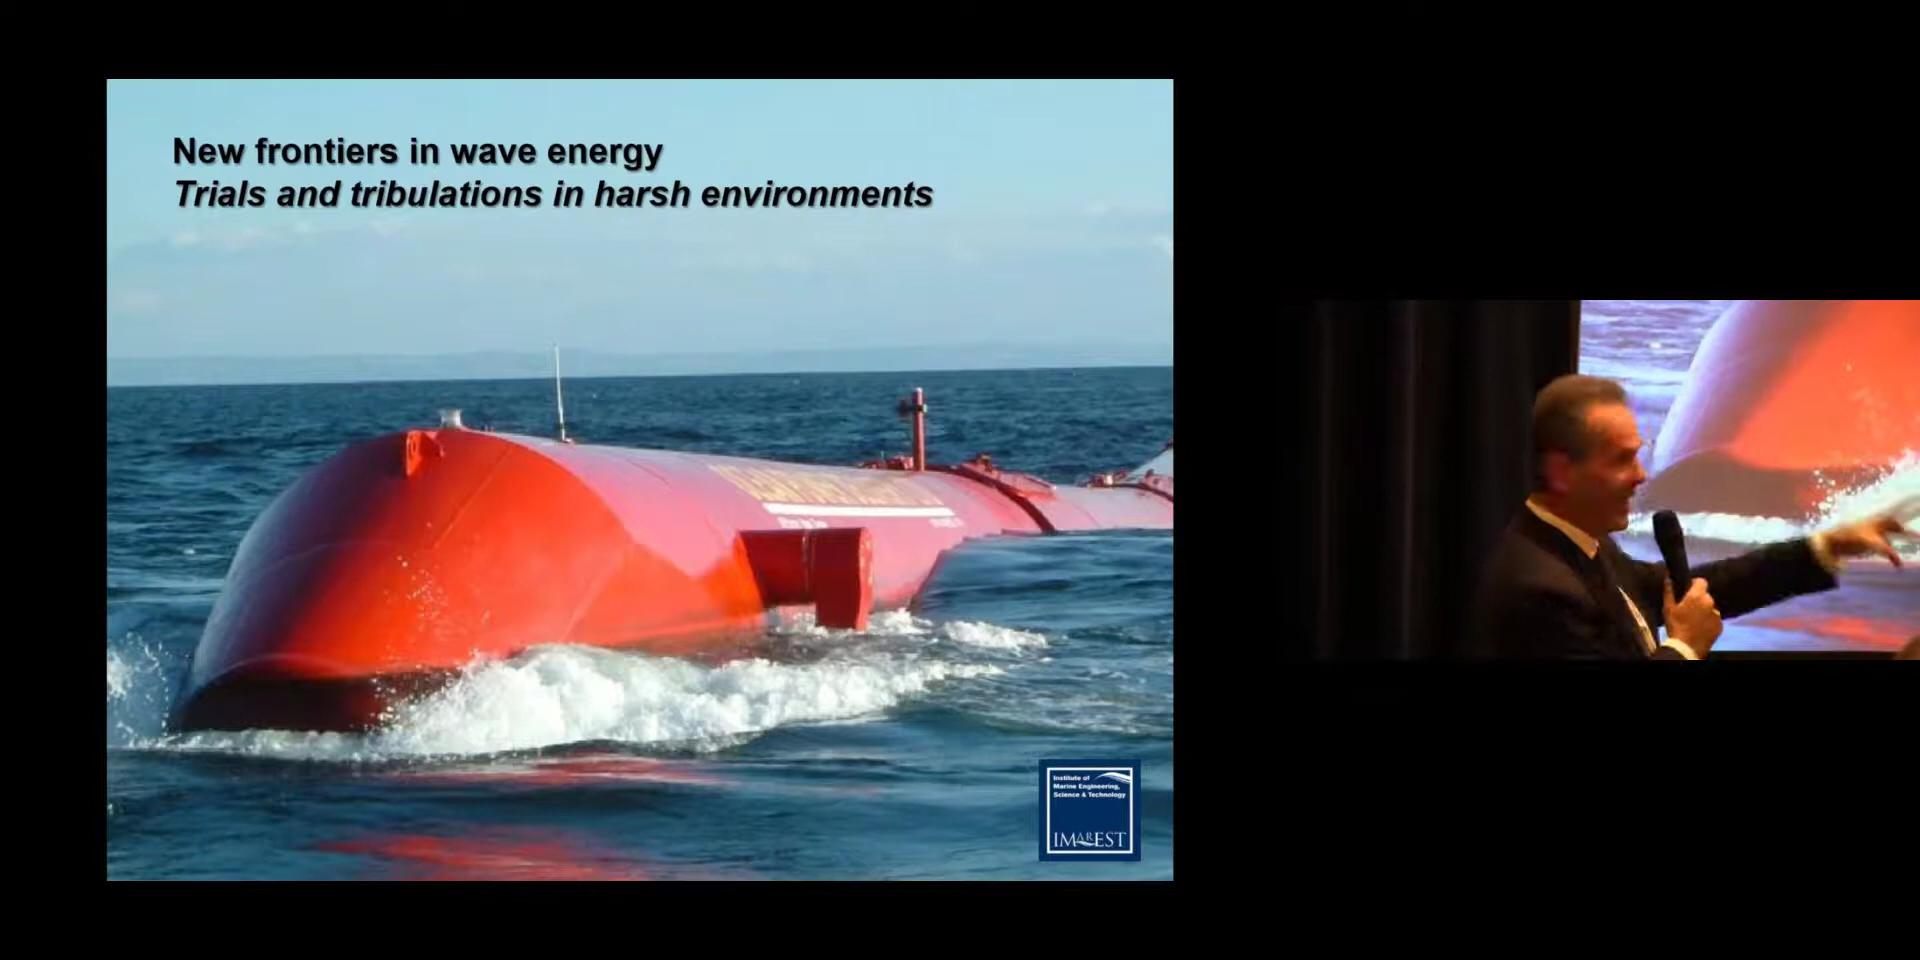 New frontiers in wave energy
Trials and tribulations in harsh environments
Institute of
Marine Engineering,
Science & Technology
IMAREST